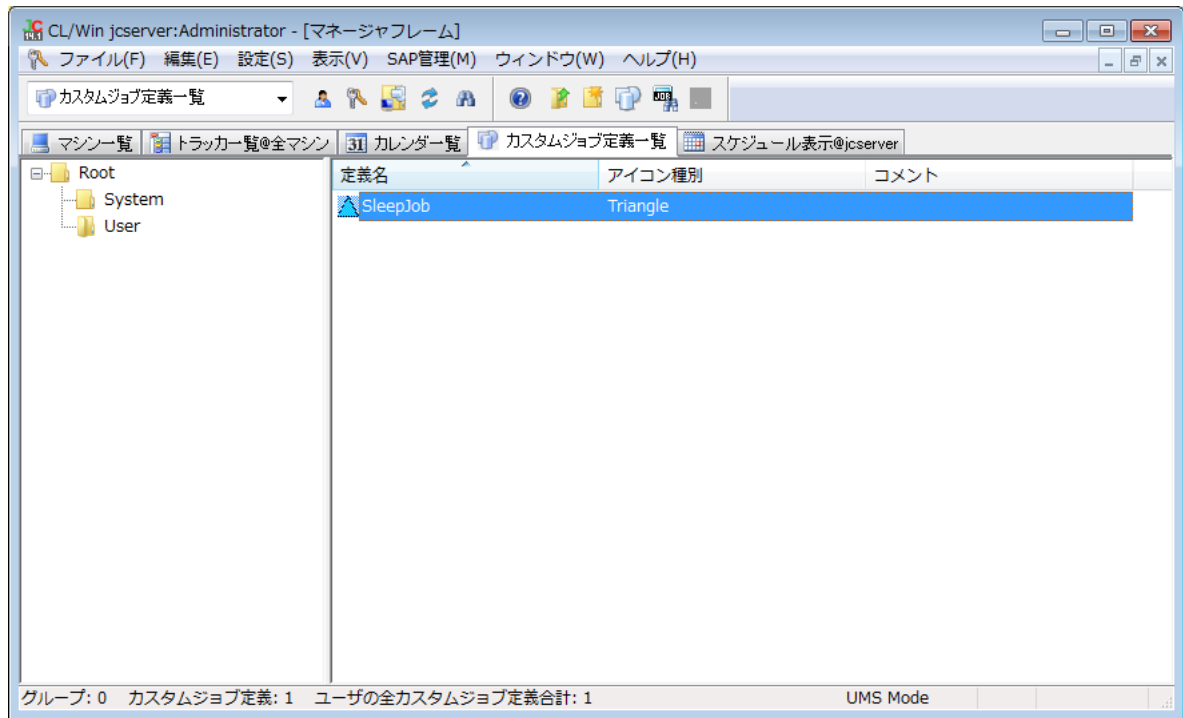 CL/Win jcserver:Administrator - [マネージャフレーム]
ファイル(F) 編集(E) 設定(S) 表示(V) SAP管理(M) ウィンドウ(W) ヘルプ(H)
カスタムジョブ定義一覧
マシン一覧 トラッカ一覧@全マシン 31 カレンダ一覧 カスタムジョブ定義一覧 スケジュール表示@jcserver
Root
System
User
定義名 アイコン種別 コメント
SleepJob Triangle
グループ: 0 カスタムジョブ定義: 1 ユーザの全カスタムジョブ定義合計: 1 UMS Mode